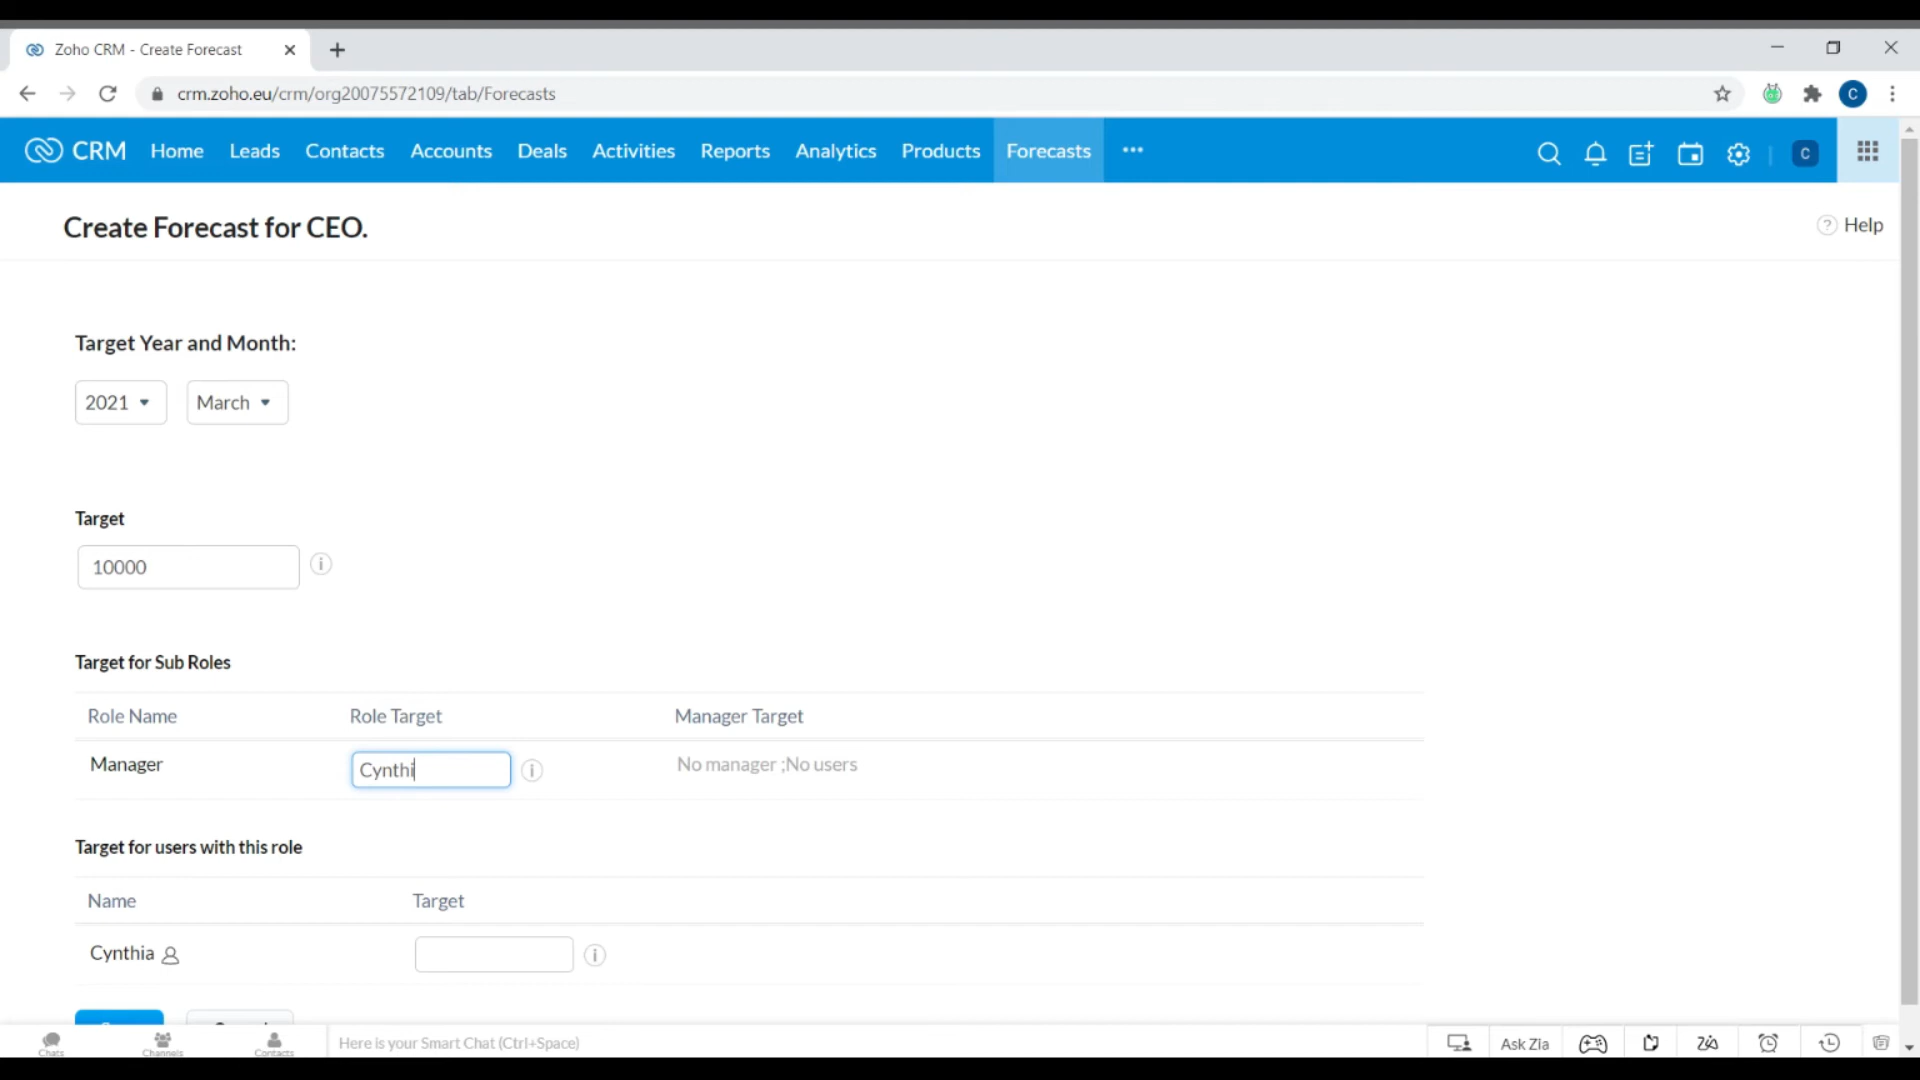 Zoho CRM - Create Forecast
crm.zoho.eu/crm/org20075572109/tab/Forecasts
C
CRM Home Leads Contacts Accounts Deals Activities Reports Analytics Products Forecasts ...
C
Create Forecast for CEO.
? Help
Target Year and Month:
2021 March
Target
10000
Target for Sub Roles
Role Name Role Target Manager Target
Manager Cynthi No manager ;No users
Target for users with this role
Name Target
Cynthia
Chats Channels Contacts Here is your Smart Chat (Ctrl+Space) Ask Zia